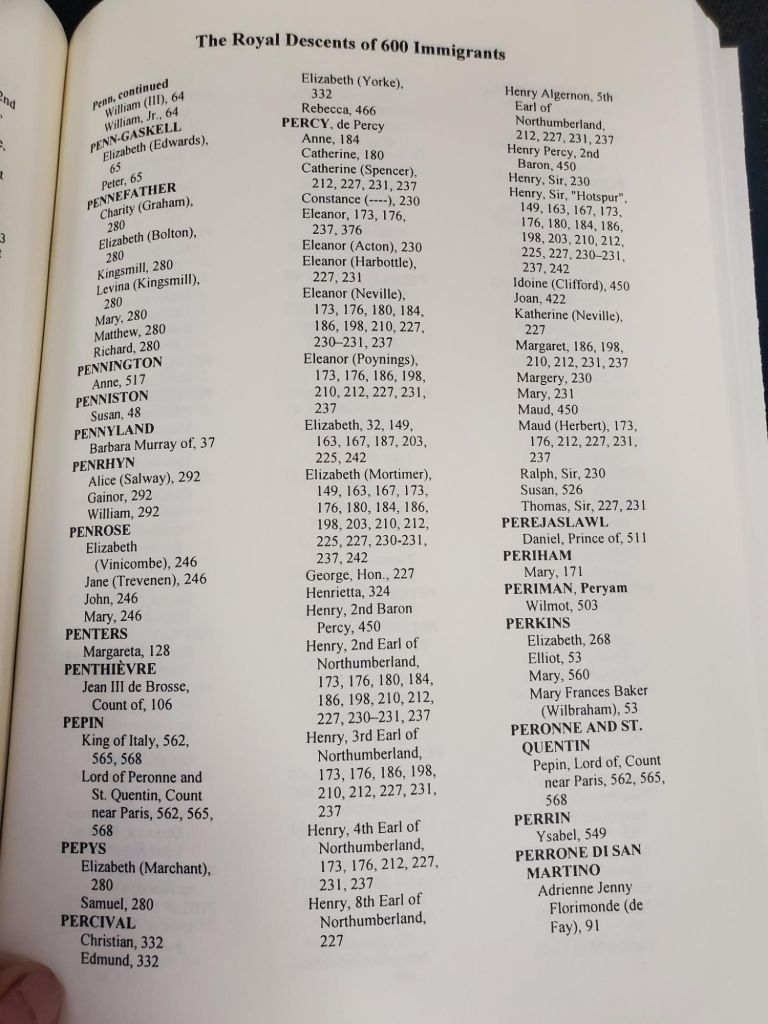 The Royal Descents of 600 Immigrants
Penn, continued
William (III), 64
William, Jr., 64
PENN-GASKELL
Elizabeth (Edwards),
65
Peter, 65
PENNEFATHER
Charity (Graham),
280
Elizabeth (Bolton),
280
Kingsmill, 280
Levina (Kingsmill),
280
Mary, 280
Matthew, 280
Richard, 280
PENNINGTON
Anne, 517
PENNISTON
Susan, 48
PENNYLAND
Barbara Murray of, 37
PENRHYN
Alice (Salway), 292
Gainor, 292
William, 292
PENROSE
Elizabeth
(Vinicombe), 246
Jane (Trevenen), 246
John, 246
Mary, 246
PENTERS
Margareta, 128
PENTHIÈVRE
Jean III de Brosse,
Count of, 106
PEPIN
King of Italy, 562,
565, 568
Lord of Peronne and
St. Quentin, Count
near Paris, 562, 565,
568
PEPYS
Elizabeth (Marchant),
280
Samuel, 280
PERCIVAL
Christian, 332
Edmund, 332
Elizabeth (Yorke),
332
Rebecca, 466
PERCY, de Percy
Anne, 184
Catherine, 180
Catherine (Spencer),
212, 227, 231, 237
Constance (----), 230
Eleanor, 173, 176,
237, 376
Eleanor (Acton), 230
Eleanor (Harbottle),
227, 231
Eleanor (Neville),
173, 176, 180, 184,
186, 198, 210, 227,
230–231, 237
Eleanor (Poynings),
173, 176, 186, 198,
210, 212, 227, 231,
237
Elizabeth, 32, 149,
163, 167, 187, 203,
225, 242
Elizabeth (Mortimer),
149, 163, 167, 173,
176, 180, 184, 186,
198, 203, 210, 212,
225, 227, 230-231,
237, 242
George, Hon., 227
Henrietta, 324
Henry, 2nd Baron
Percy, 450
Henry, 2nd Earl of
Northumberland,
173, 176, 180, 184,
186, 198, 210, 212,
227, 230–231, 237
Henry, 3rd Earl of
Northumberland,
173, 176, 186, 198,
210, 212, 227, 231,
237
Henry, 4th Earl of
Northumberland,
173, 176, 212, 227,
231, 237
Henry, 8th Earl of
Northumberland,
227
Henry Algernon, 5th
Earl of
Northumberland,
212, 227, 231, 237
Henry Percy, 2nd
Baron, 450
Henry, Sir, 230
Henry, Sir, "Hotspur",
149, 163, 167, 173,
176, 180, 184, 186,
198, 203, 210, 212,
225, 227, 230–231,
237, 242
Idoine (Clifford), 450
Joan, 422
Katherine (Neville),
227
Margaret, 186, 198,
210, 212, 231, 237
Margery, 230
Mary, 231
Maud, 450
Maud (Herbert), 173,
176, 212, 227, 231,
237
Ralph, Sir, 230
Susan, 526
Thomas, Sir, 227, 231
PEREJASLAWL
Daniel, Prince of, 511
PERIHAM
Mary, 171
PERIMAN, Peryam
Wilmot, 503
PERKINS
Elizabeth, 268
Elliot, 53
Mary, 560
Mary Frances Baker
(Wilbraham), 53
PERONNE AND ST.
QUENTIN
Pepin, Lord of, Count
near Paris, 562, 565,
568
PERRIN
Ysabel, 549
PERRONE DI SAN
MARTINO
Adrienne Jenny
Florimonde (de
Fay), 91